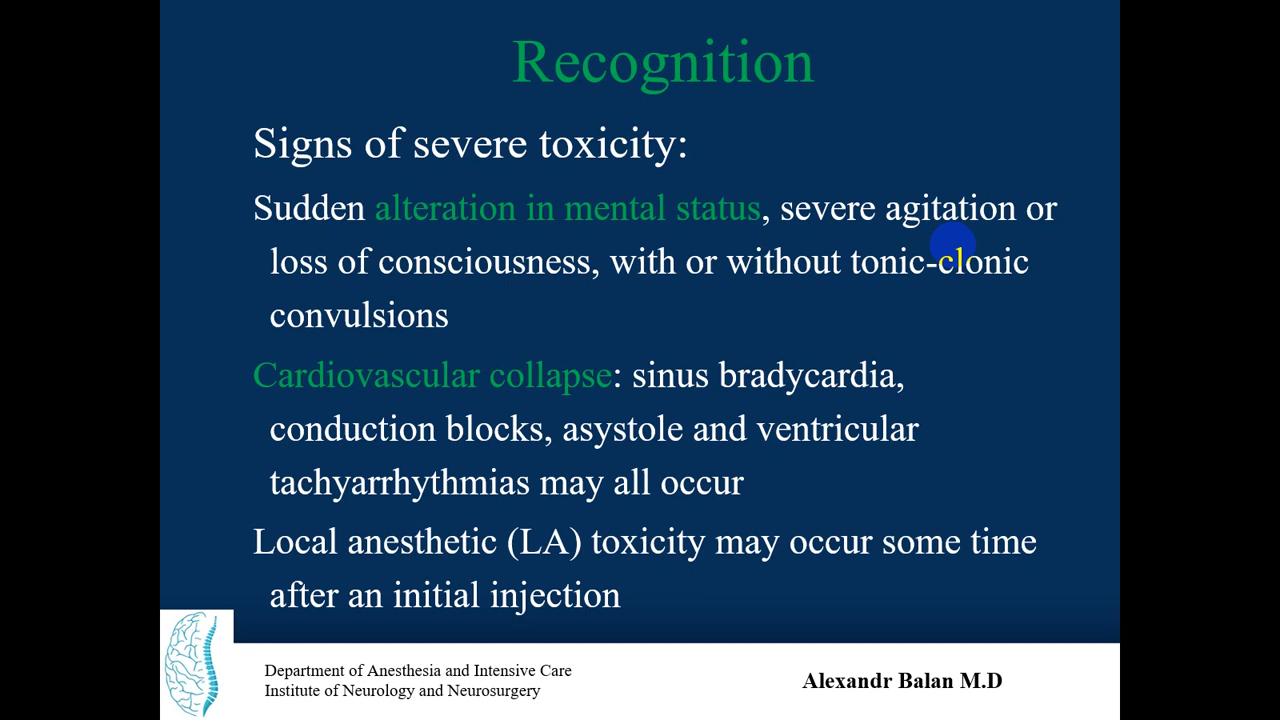 Recognition
Signs of severe toxicity:
Sudden alteration in mental status, severe agitation or
loss of consciousness, with or without tonic-clonic
convulsions
Cardiovascular collapse: sinus bradycardia,
conduction blocks, asystole and ventricular
tachyarrhythmias may all occur
Local anesthetic (LA) toxicity may occur some time
after an initial injection
Department of Anesthesia and Intensive Care
Institute of Neurology and Neurosurgery
Alexandr Balan M.D